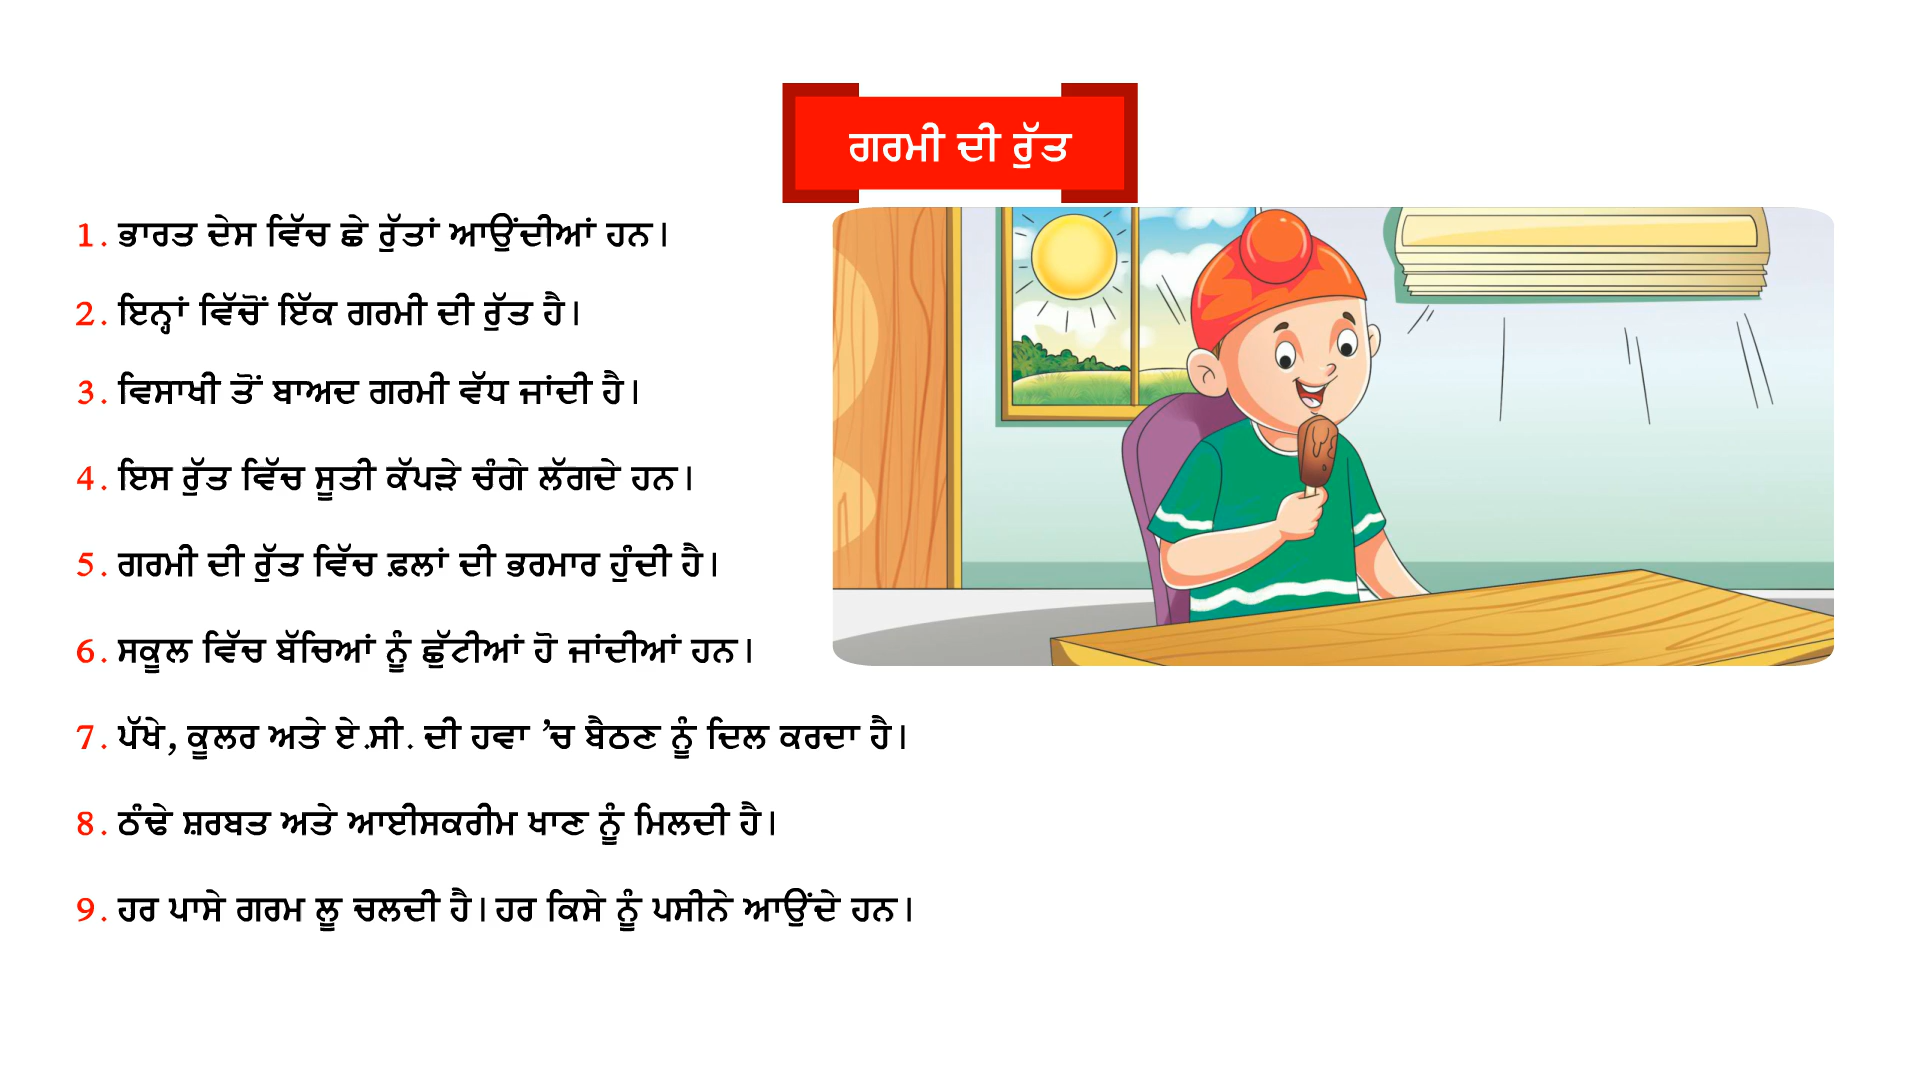 ਗਰਮੀ ਦੀ ਰੁੱਤ
1. ਭਾਰਤ ਦੇਸ ਵਿੱਚ ਛੇ ਰੁੱਤਾਂ ਆਉਂਦੀਆਂ ਹਨ।
2. ਇਨ੍ਹਾਂ ਵਿੱਚੋਂ ਇੱਕ ਗਰਮੀ ਦੀ ਰੁੱਤ ਹੈ।
3. ਵਿਸਾਖੀ ਤੋਂ ਬਾਅਦ ਗਰਮੀ ਵੱਧ ਜਾਂਦੀ ਹੈ।
4. ਇਸ ਰੁੱਤ ਵਿੱਚ ਸੂਤੀ ਕੱਪੜੇ ਚੰਗੇ ਲੱਗਦੇ ਹਨ।
5. ਗਰਮੀ ਦੀ ਰੁੱਤ ਵਿੱਚ ਫ਼ਲਾਂ ਦੀ ਭਰਮਾਰ ਹੁੰਦੀ ਹੈ।
6. ਸਕੂਲ ਵਿੱਚ ਬੱਚਿਆਂ ਨੂੰ ਛੁੱਟੀਆਂ ਹੋ ਜਾਂਦੀਆਂ ਹਨ।
7. ਪੱਖੇ, ਕੂਲਰ ਅਤੇ ਏ.ਸੀ. ਦੀ ਹਵਾ ’ਚ ਬੈਠਣ ਨੂੰ ਦਿਲ ਕਰਦਾ ਹੈ।
8. ਠੰਢੇ ਸ਼ਰਬਤ ਅਤੇ ਆਈਸਕਰੀਮ ਖਾਣ ਨੂੰ ਮਿਲਦੀ ਹੈ।
9. ਹਰ ਪਾਸੇ ਗਰਮ ਲੂ ਚਲਦੀ ਹੈ। ਹਰ ਕਿਸੇ ਨੂੰ ਪਸੀਨੇ ਆਉਂਦੇ ਹਨ।